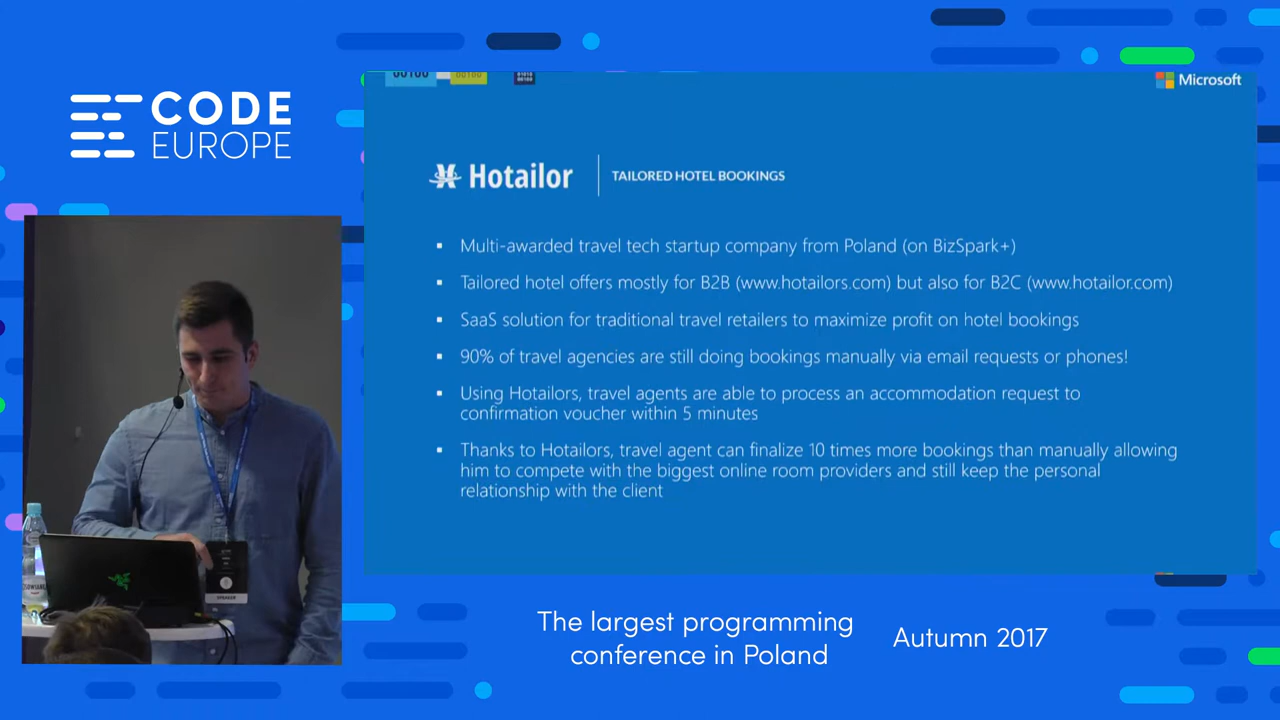 CODE
EUROPE
00100
00100
Microsoft
Hotailor
TAILORED HOTEL BOOKINGS
Multi-awarded travel tech startup company from Poland (on BizSpark+)
Tailored hotel offers mostly for B2B (www.hotailors.com) but also for B2C (www.hotailor.com)
SaaS solution for traditional travel retailers to maximize profit on hotel bookings
90% of travel agencies are still doing bookings manually via email requests or phones!
Using Hotailors, travel agents are able to process an accommodation request to
confirmation voucher within 5 minutes
Thanks to Hotailors, travel agent can finalize 10 times more bookings than manually allowing
him to compete with the biggest online room providers and still keep the personal
relationship with the client
SPEAKER
The largest programming
conference in Poland
Autumn 2017